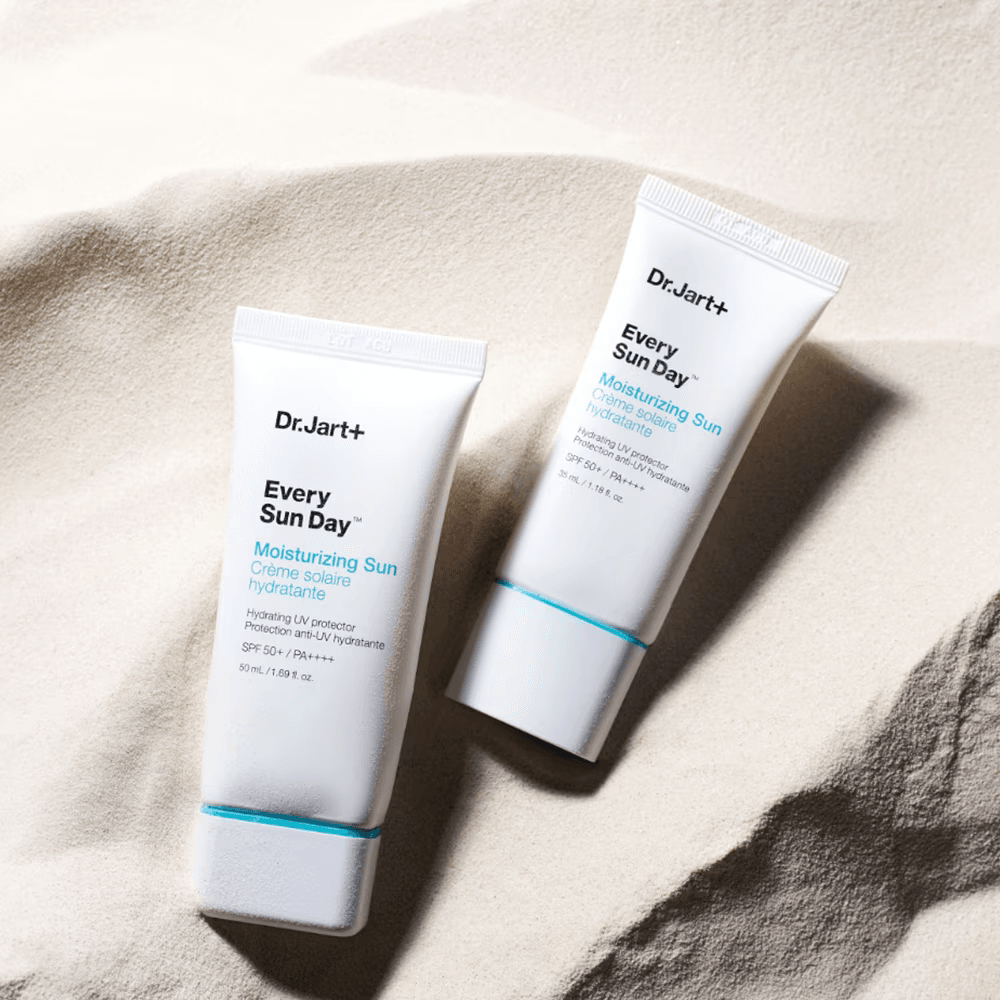 Dr.Jart+
Every
Sun Day™
Moisturizing Sun
Crème solaire
hydratante
Hydrating UV protector
Protection anti-UV hydratante
SPF 50+ / PA++++
50 mL / 1.69 fl. oz.
Dr.Jart+
Every
Sun Day™
Moisturizing Sun
Crème solaire
hydratante
Hydrating UV protector
Protection anti-UV hydratante
SPF 50+ / PA++++
35 mL / 1.18 fl. oz.